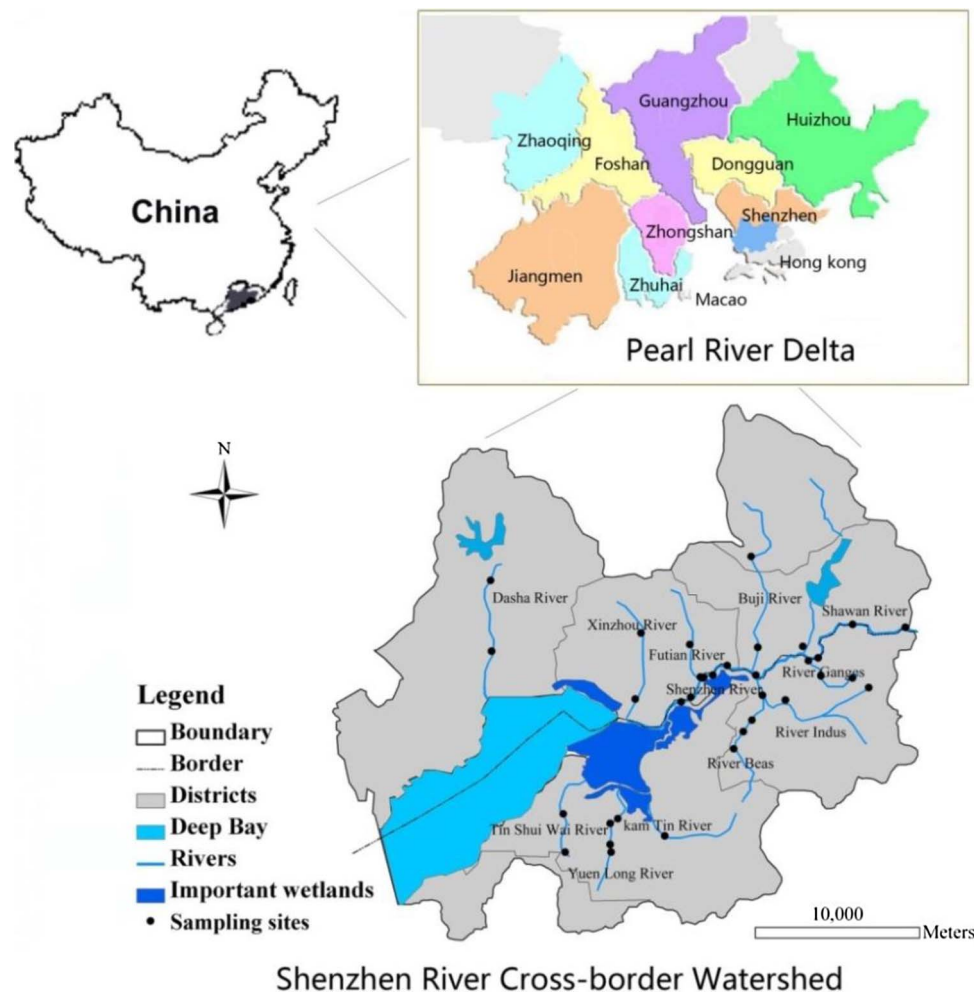 China
Guangzhou
Huizhou
Zhaoqing
Foshan
Dongguan
Shenzhen
Zhongshan
Hong kong
Jiangmen
Zhuhai
Macao
Pearl River Delta
N
Dasha River
Buji River
Shawan River
Xinzhou River
Futian River
River Ganges
Shenzhen River
River Indus
River Beas
Tin Shui Wai River
kam Tin River
Yuen Long River
Legend
Boundary
Border
Districts
Deep Bay
Rivers
Important wetlands
Sampling sites
10,000
Meters
Shenzhen River Cross-border Watershed